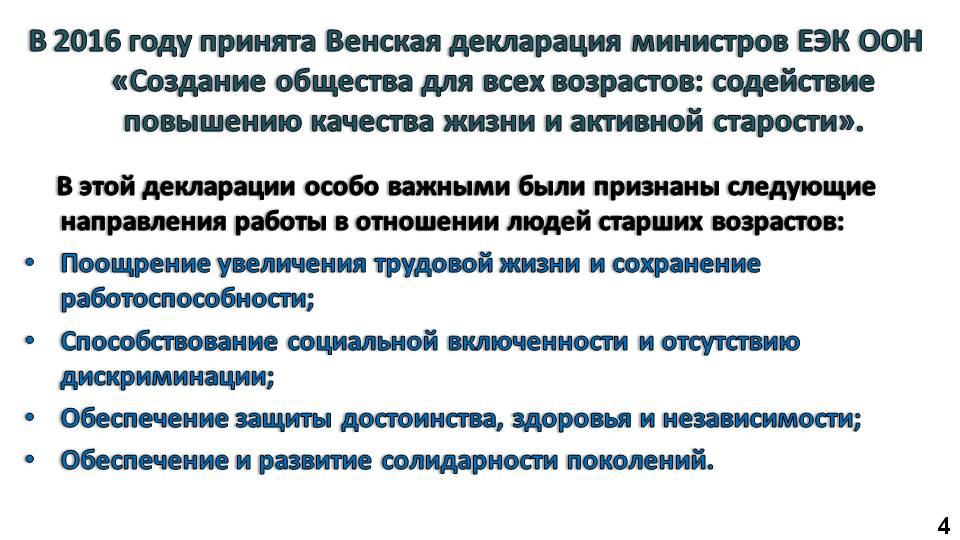 В 2016 году принята Венская декларация министров ЕЭК ООН
«Создание общества для всех возрастов: содействие
повышению качества жизни и активной старости».
В этой декларации особо важными были признаны следующие
направления работы в отношении людей старших возрастов:
• Поощрение увеличения трудовой жизни и сохранение
работоспособности;
• Способствование социальной включенности и отсутствию
дискриминации;
• Обеспечение защиты достоинства, здоровья и независимости;
• Обеспечение и развитие солидарности поколений.
4